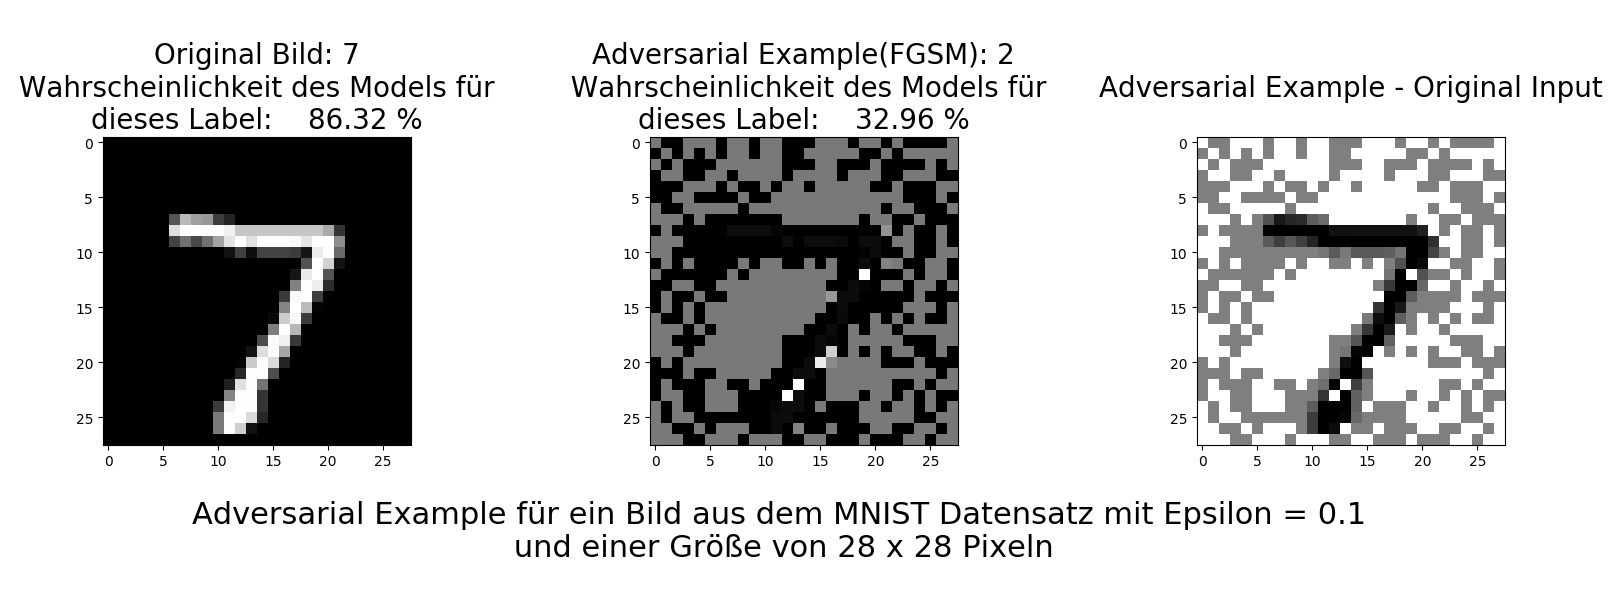 Original Bild: 7
Wahrscheinlichkeit des Models für
dieses Label: 86.32 %
0
5
10
15
20
25
0 5 10 15 20 25
Adversarial Example(FGSM): 2
Wahrscheinlichkeit des Models für
dieses Label: 32.96 %
0
5
10
15
20
25
0 5 10 15 20 25
Adversarial Example - Original Input
0
5
10
15
20
25
0 5 10 15 20 25
Adversarial Example für ein Bild aus dem MNIST Datensatz mit Epsilon = 0.1
und einer Größe von 28 x 28 Pixeln